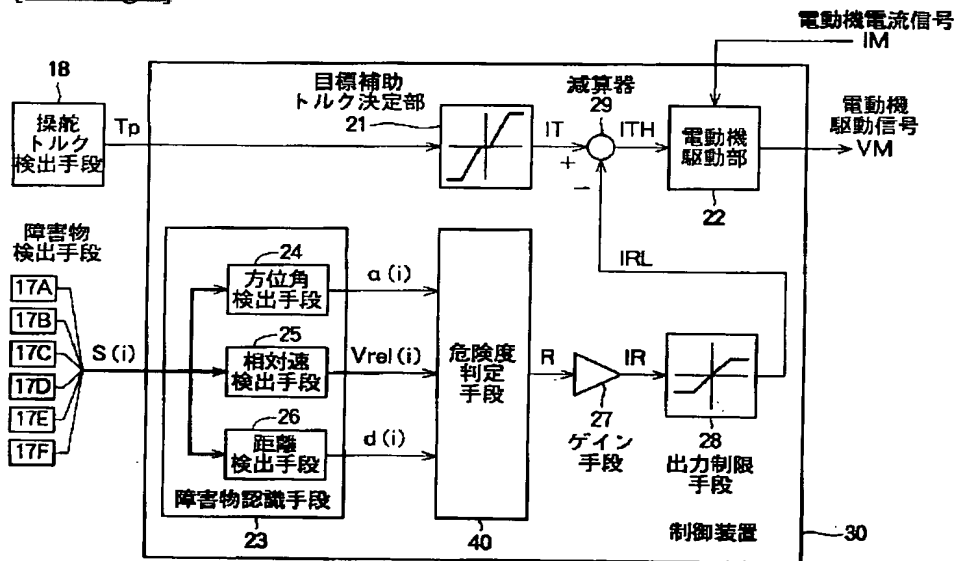 電動機電流信号
IM
18
操舵
トルク
検出手段
Tp
目標補助
トルク決定部
21
IT
減算器
29
+
−
ITH
電動機
駆動部
22
電動機
駆動信号
VM
障害物
検出手段
17A
17B
17C
17D
17E
17F
S(i)
24
方位角
検出手段
a(i)
25
相対速
検出手段
Vrel(i)
26
距離
検出手段
d(i)
障害物認識手段
23
危険度
判定
手段
40
R
27
ゲイン
手段
IR
28
出力制限
手段
IRL
制御装置
30